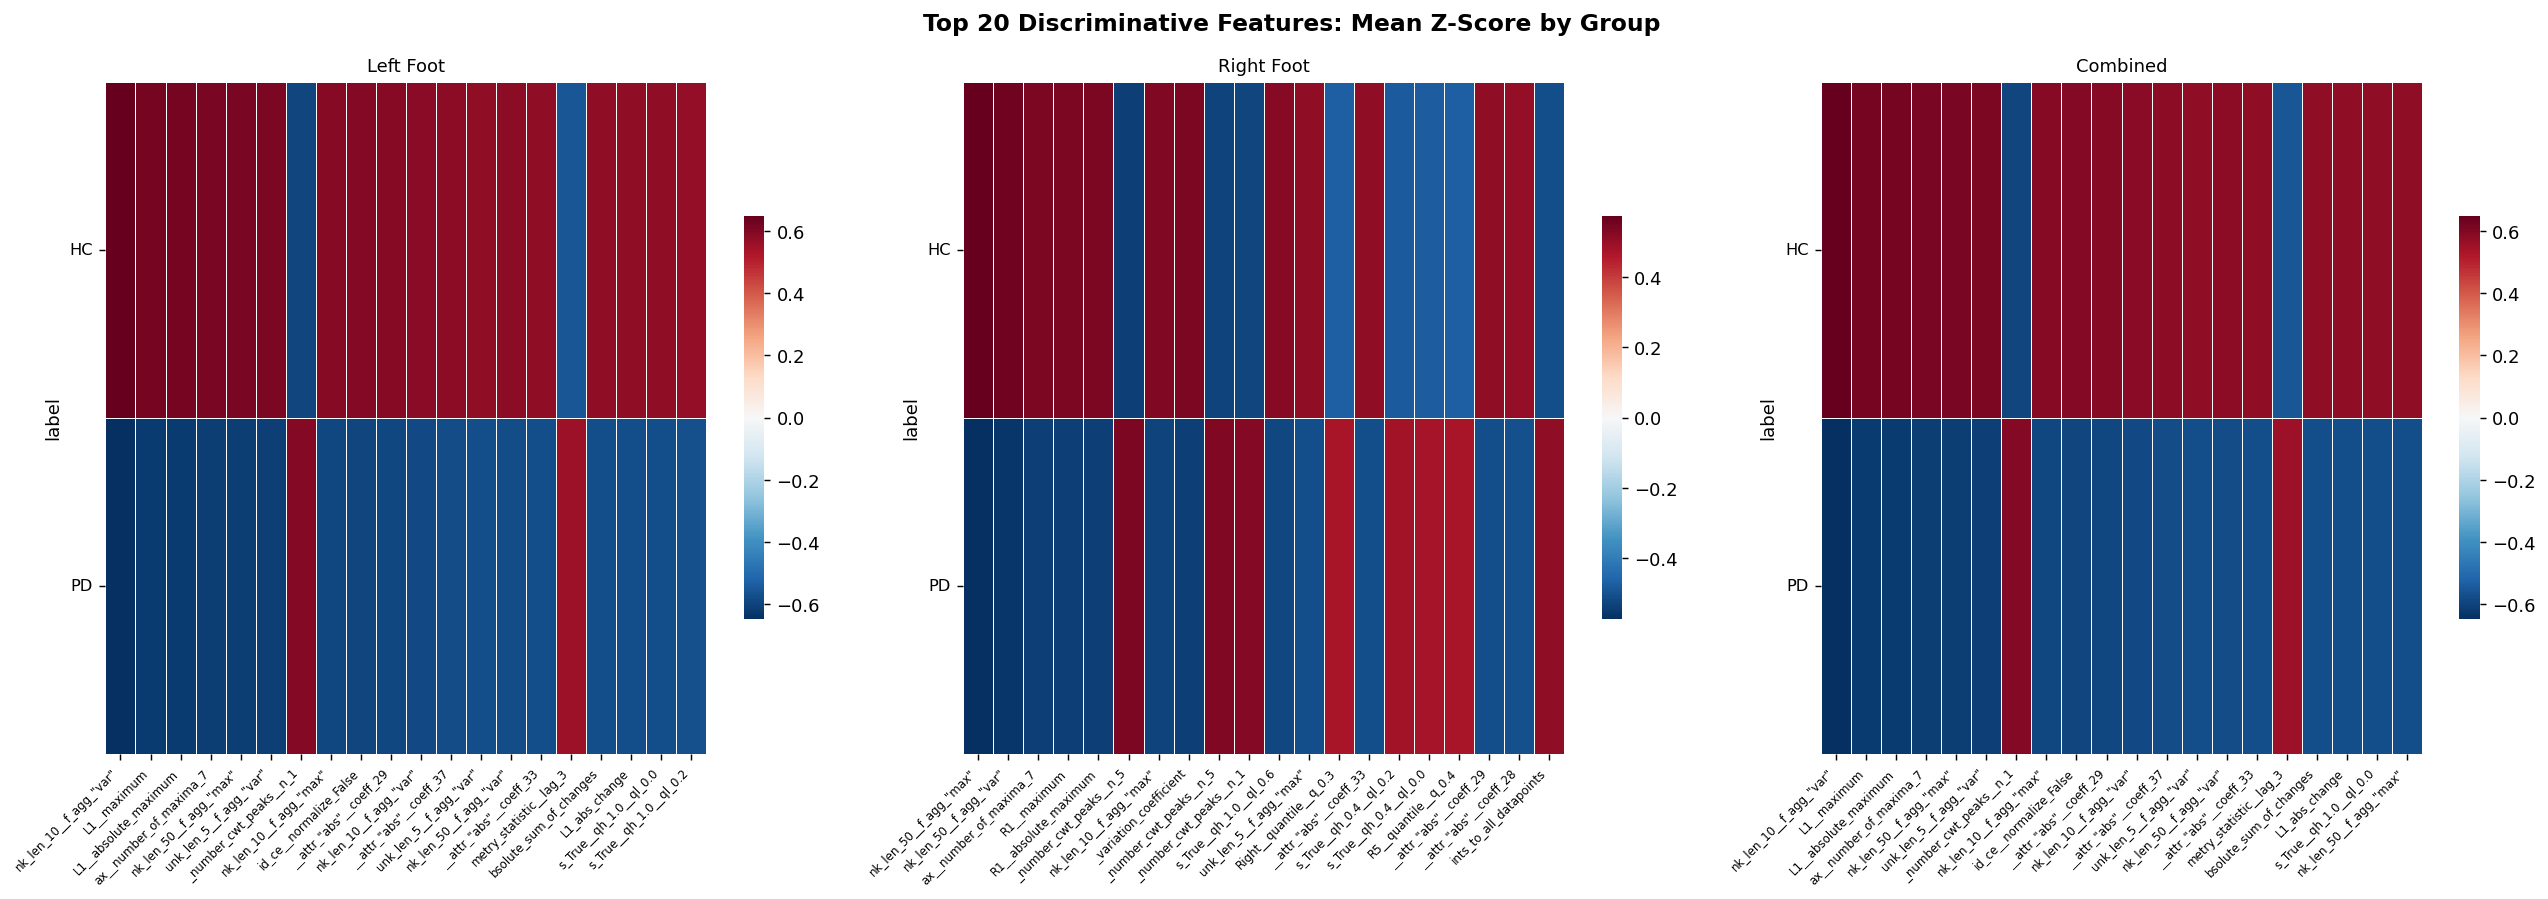 Top 20 Discriminative Features: Mean Z-Score by Group
Left Foot
HC
PD
label
0.6
0.4
0.2
0.0
−0.2
−0.4
−0.6
nk_len_10__f_agg_"var"
L1__maximum
L1__absolute_maximum
ax__number_of_maxima_7
nk_len_50__f_agg_"max"
unk_len_5__f_agg_"var"
_number_cwt_peaks__n_1
nk_len_10__f_agg_"max"
id_ce__normalize_False
__attr_"abs"__coeff_29
nk_len_10__f_agg_"var"
__attr_"abs"__coeff_37
unk_len_5__f_agg_"var"
nk_len_50__f_agg_"var"
__attr_"abs"__coeff_33
metry_statistic__lag_3
bsolute_sum_of_changes
L1_abs_change
s_True__qh_1.0__ql_0.0
s_True__qh_1.0__ql_0.2
Right Foot
HC
PD
label
0.4
0.2
0.0
−0.2
−0.4
nk_len_50__f_agg_"max"
nk_len_50__f_agg_"var"
ax__number_of_maxima_7
R1__maximum
R1__absolute_maximum
_number_cwt_peaks__n_5
nk_len_10__f_agg_"max"
_variation_coefficient
_number_cwt_peaks__n_5
_number_cwt_peaks__n_1
s_True__qh_1.0__ql_0.6
unk_len_5__f_agg_"max"
Right__quantile__q_0.3
__attr_"abs"__coeff_33
s_True__qh_0.4__ql_0.2
s_True__qh_0.4__ql_0.0
R5__quantile__q_0.4
__attr_"abs"__coeff_29
__attr_"abs"__coeff_28
ints_to_all_datapoints
Combined
HC
PD
label
0.6
0.4
0.2
0.0
−0.2
−0.4
−0.6
nk_len_10__f_agg_"var"
L1__maximum
L1__absolute_maximum
ax__number_of_maxima_7
nk_len_50__f_agg_"max"
unk_len_5__f_agg_"var"
_number_cwt_peaks__n_1
nk_len_10__f_agg_"max"
id_ce__normalize_False
__attr_"abs"__coeff_29
nk_len_10__f_agg_"var"
__attr_"abs"__coeff_37
unk_len_5__f_agg_"var"
nk_len_50__f_agg_"var"
__attr_"abs"__coeff_33
metry_statistic__lag_3
bsolute_sum_of_changes
L1_abs_change
s_True__qh_1.0__ql_0.0
nk_len_50__f_agg_"max"